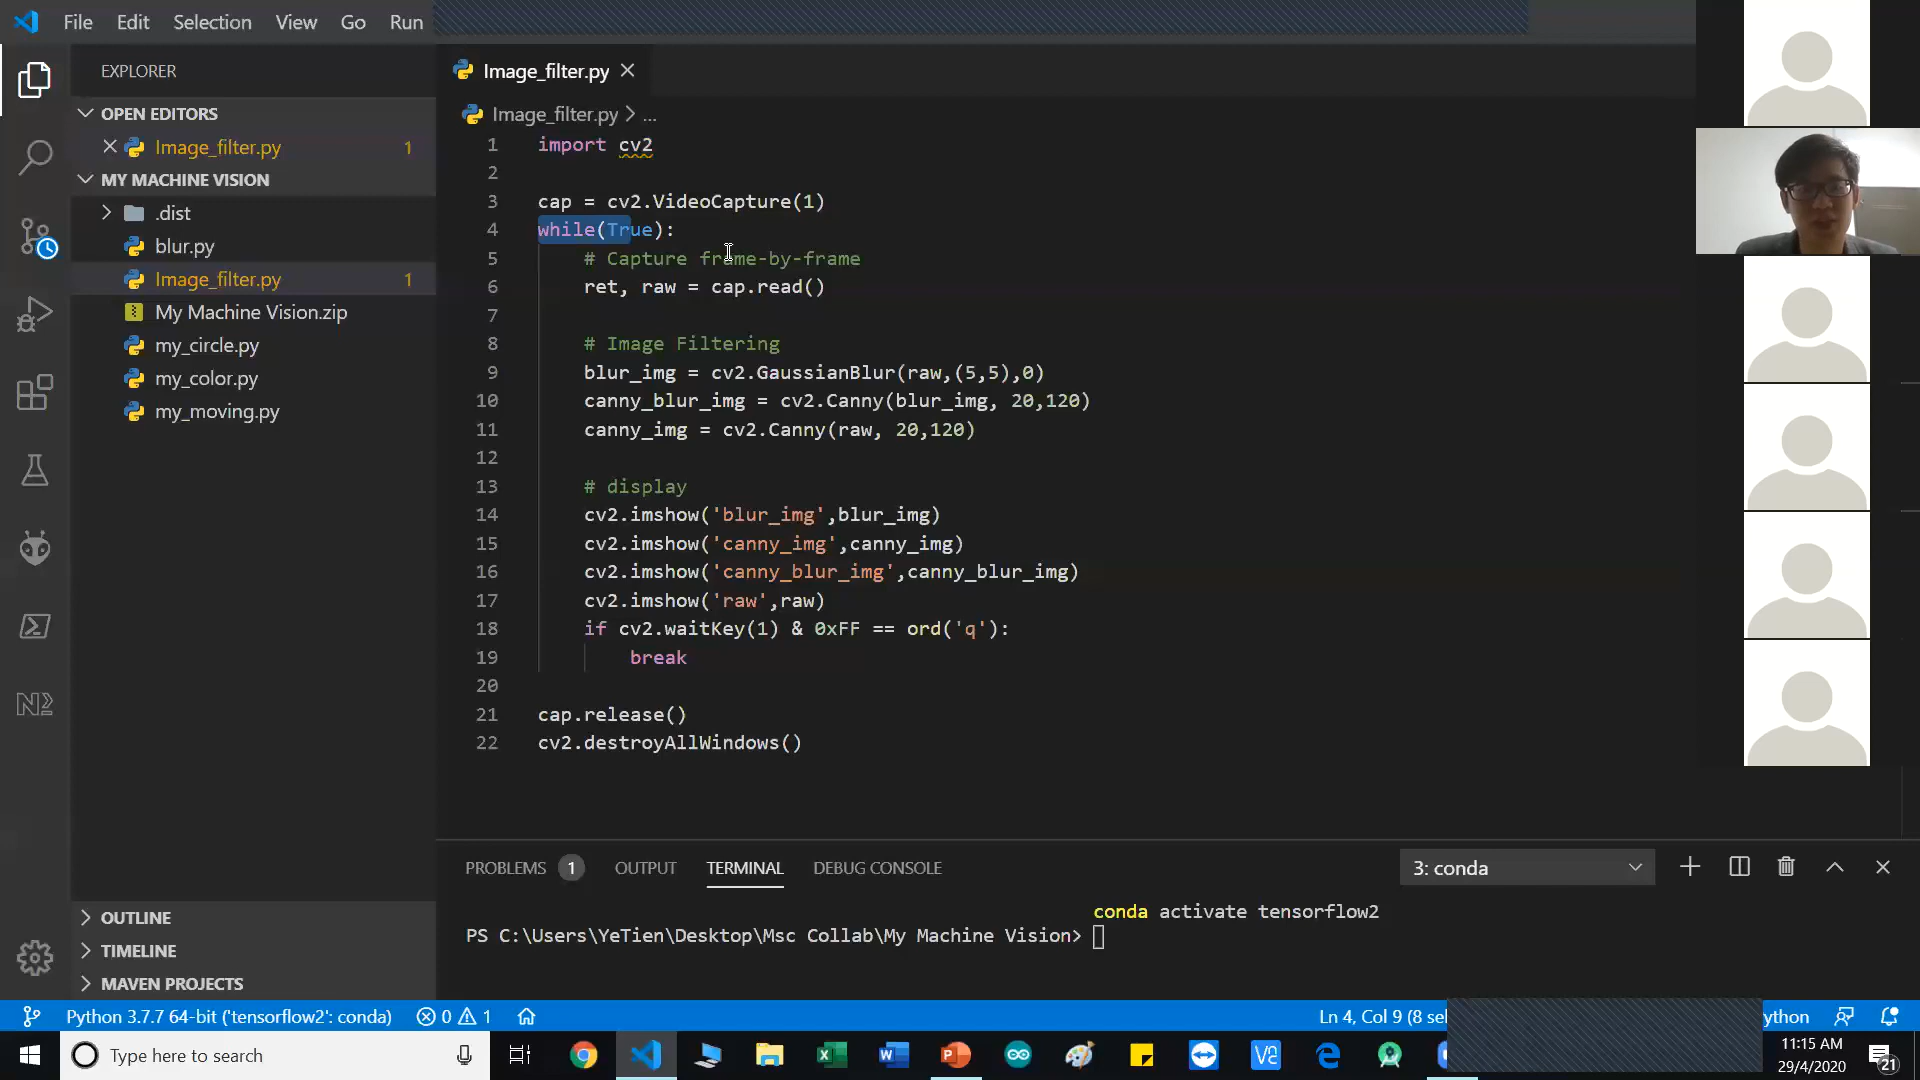 File Edit Selection View Go Run
EXPLORER
OPEN EDITORS
Image_filter.py 1
MY MACHINE VISION
.dist
blur.py
Image_filter.py 1
My Machine Vision.zip
my_circle.py
my_color.py
my_moving.py
OUTLINE
TIMELINE
MAVEN PROJECTS
Image_filter.py
Image_filter.py > ...
1 import cv2
2
3 cap = cv2.VideoCapture(1)
4 while(True):
5 # Capture frame-by-frame
6 ret, raw = cap.read()
7
8 # Image Filtering
9 blur_img = cv2.GaussianBlur(raw,(5,5),0)
10 canny_blur_img = cv2.Canny(blur_img, 20,120)
11 canny_img = cv2.Canny(raw, 20,120)
12
13 # display
14 cv2.imshow('blur_img',blur_img)
15 cv2.imshow('canny_img',canny_img)
16 cv2.imshow('canny_blur_img',canny_blur_img)
17 cv2.imshow('raw',raw)
18 if cv2.waitKey(1) & 0xFF == ord('q'):
19 break
20
21 cap.release()
22 cv2.destroyAllWindows()
PROBLEMS 1 OUTPUT TERMINAL DEBUG CONSOLE 3: conda
conda activate tensorflow2
PS C:\Users\YeTien\Desktop\Msc Collab\My Machine Vision>
Python 3.7.7 64-bit ('tensorflow2': conda) 0 1 Ln 4, Col 9 (8 sel ython
Type here to search
11:15 AM
29/4/2020
21